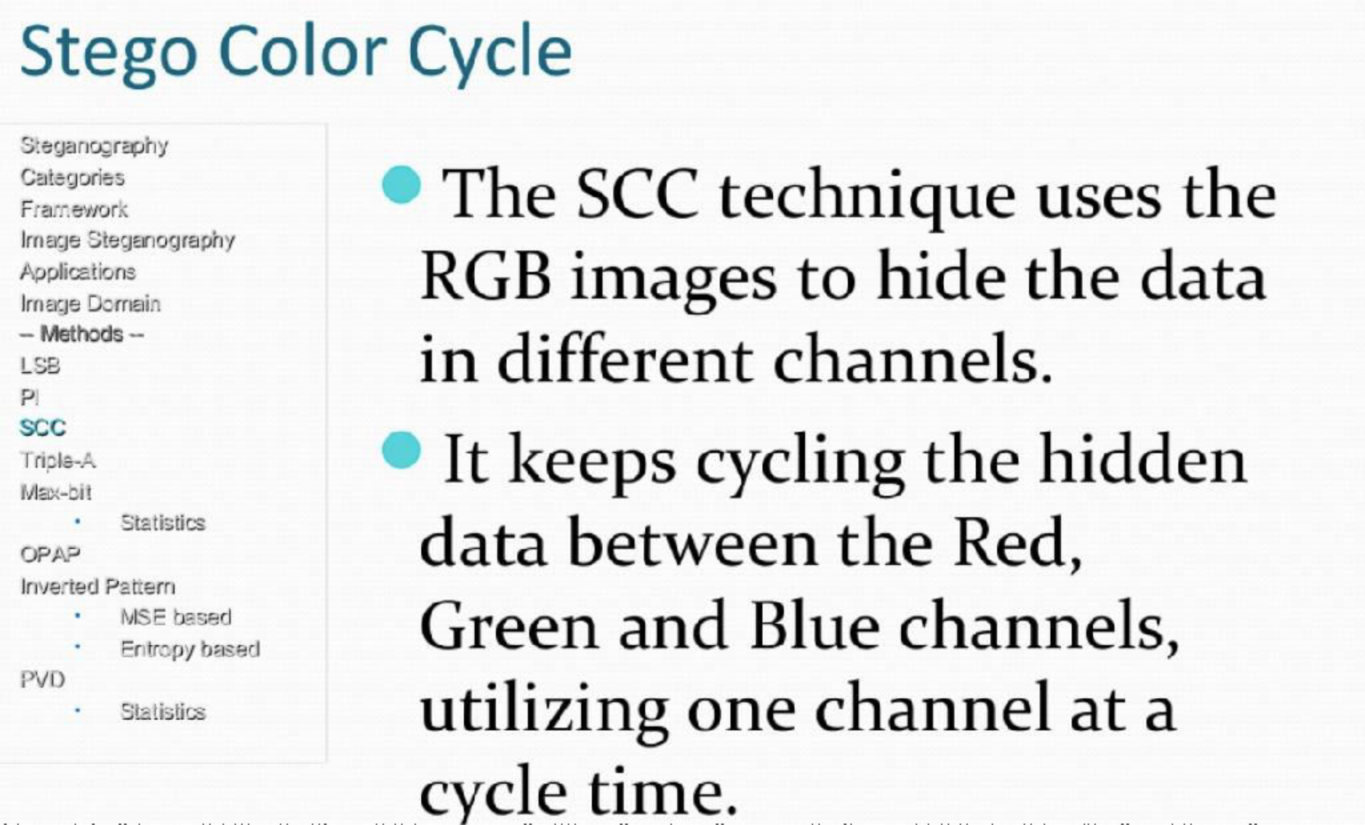 Stego Color Cycle
Steganography
Categories
Framework
Image Steganography
Applications
Image Domain
-- Methods --
LSB
PI
SCC
Triple-A
Max-bit
• Statistics
OPAP
Inverted Pattern
• MSE based
• Entropy based
PVD
• Statistics
● The SCC technique uses the
RGB images to hide the data
in different channels.
● It keeps cycling the hidden
data between the Red,
Green and Blue channels,
utilizing one channel at a
cycle time.